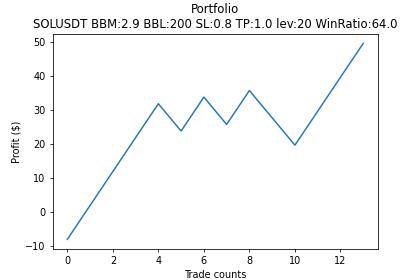 Portfolio
SOLUSDT BBM:2.9 BBL:200 SL:0.8 TP:1.0 lev:20 WinRatio:64.0
50
40
30
20
10
0
−10
Profit ($)
0 2 4 6 8 10 12
Trade counts